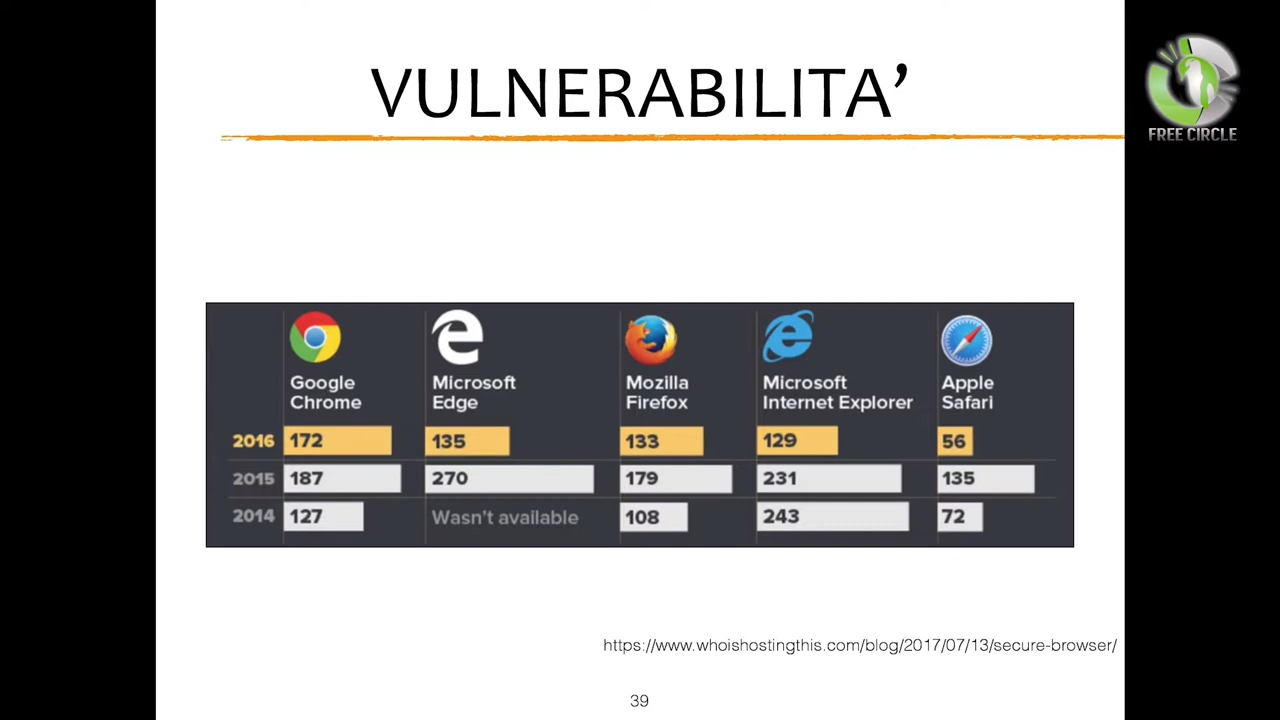 VULNERABILITA’
FREE CIRCLE
Google Chrome
Microsoft Edge
Mozilla Firefox
Microsoft Internet Explorer
Apple Safari
2016 172 135 133 129 56
2015 187 270 179 231 135
2014 127 Wasn't available 108 243 72
https://www.whoishostingthis.com/blog/2017/07/13/secure-browser/
39